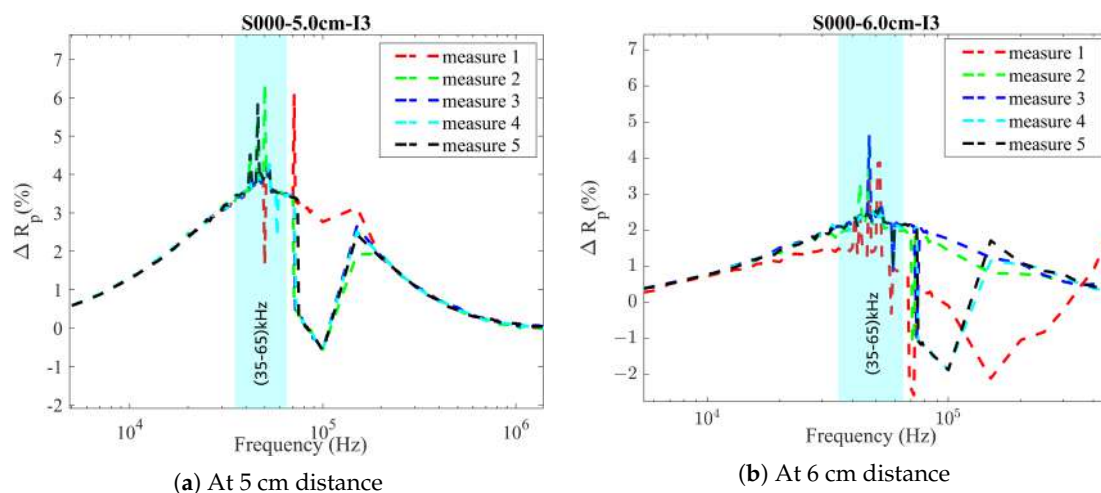 S000-5.0cm-I3
7
6
5
4
3
2
1
0
-1
-2
Δ R_p(%)
measure 1
measure 2
measure 3
measure 4
measure 5
(35-65)kHz
10^4
10^5
10^6
Frequency (Hz)
(a) At 5 cm distance
S000-6.0cm-I3
7
6
5
4
3
2
1
0
−1
−2
Δ R_p(%)
measure 1
measure 2
measure 3
measure 4
measure 5
(35-65)kHz
10^4
10^5
Frequency (Hz)
(b) At 6 cm distance